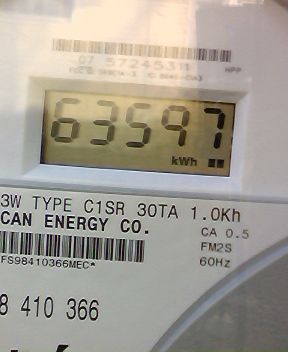 07 5724531
63597
kWh
3W TYPE C1SR 30TA 1.0Kh
CAN ENERGY CO.
CA 0.5
FM2S
FS98410366MEC*
60HZ
8 410 366